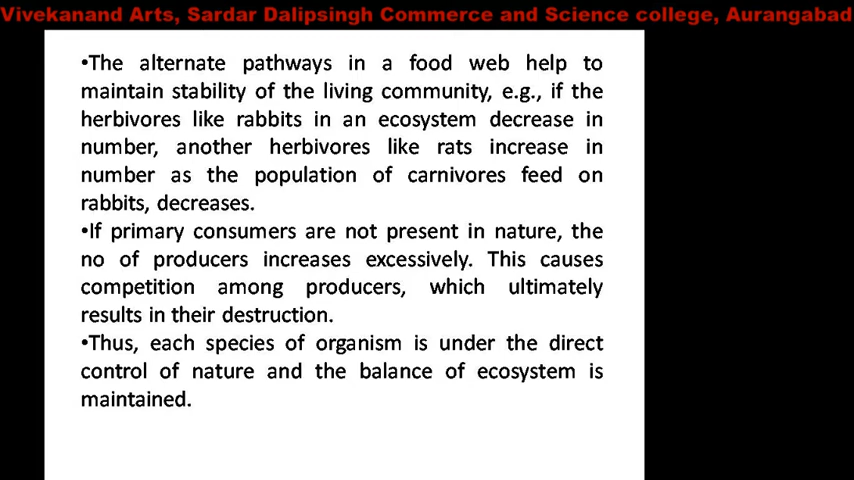 Vivekanand Arts, Sardar Dalipsingh Commerce and Science college, Aurangabad
•The alternate pathways in a food web help to
maintain stability of the living community, e.g., if the
herbivores like rabbits in an ecosystem decrease in
number, another herbivores like rats increase in
number as the population of carnivores feed on
rabbits, decreases.
•If primary consumers are not present in nature, the
no of producers increases excessively. This causes
competition among producers, which ultimately
results in their destruction.
•Thus, each species of organism is under the direct
control of nature and the balance of ecosystem is
maintained.